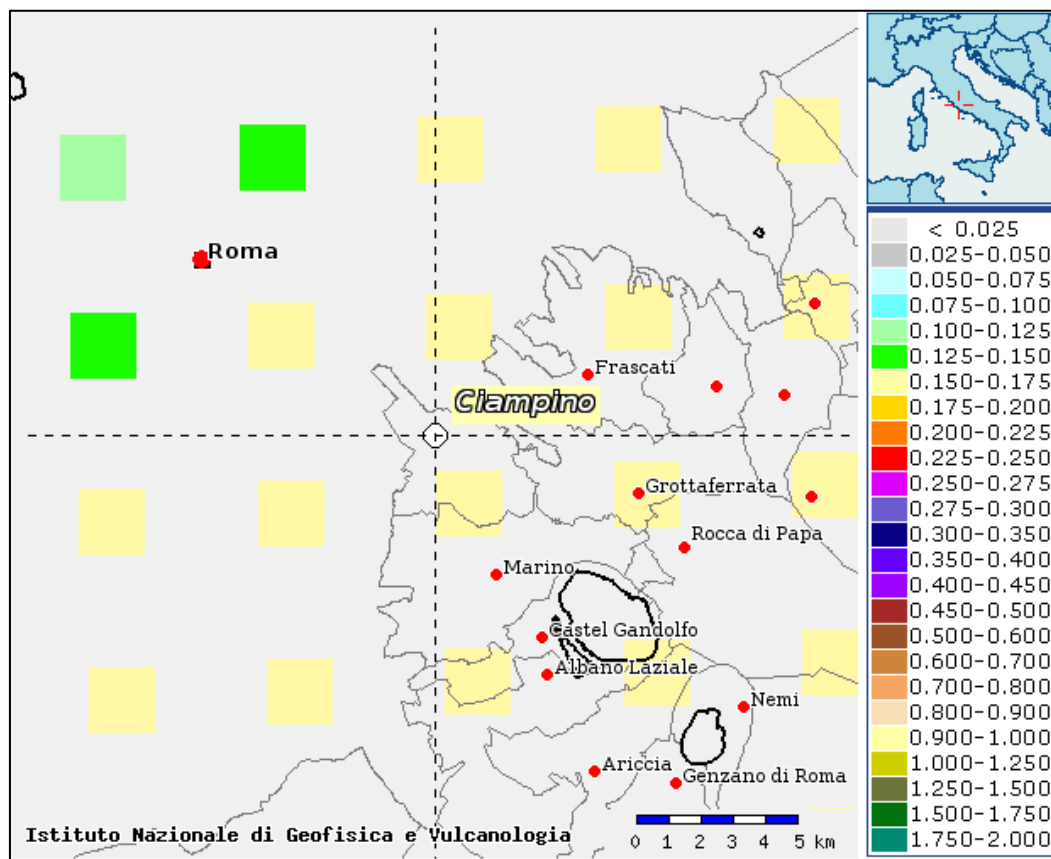 Roma
Frascati
Ciampino
Grottaferrata
Rocca di Papa
Marino
Castel Gandolfo
Albano Laziale
Nemi
Ariccia
Genzano di Roma
Istituto Nazionale di Geofisica e Vulcanologia
0 1 2 3 4 5 km
< 0.025
0.025-0.050
0.050-0.075
0.075-0.100
0.100-0.125
0.125-0.150
0.150-0.175
0.175-0.200
0.200-0.225
0.225-0.250
0.250-0.275
0.275-0.300
0.300-0.350
0.350-0.400
0.400-0.450
0.450-0.500
0.500-0.600
0.600-0.700
0.700-0.800
0.800-0.900
0.900-1.000
1.000-1.250
1.250-1.500
1.500-1.750
1.750-2.000